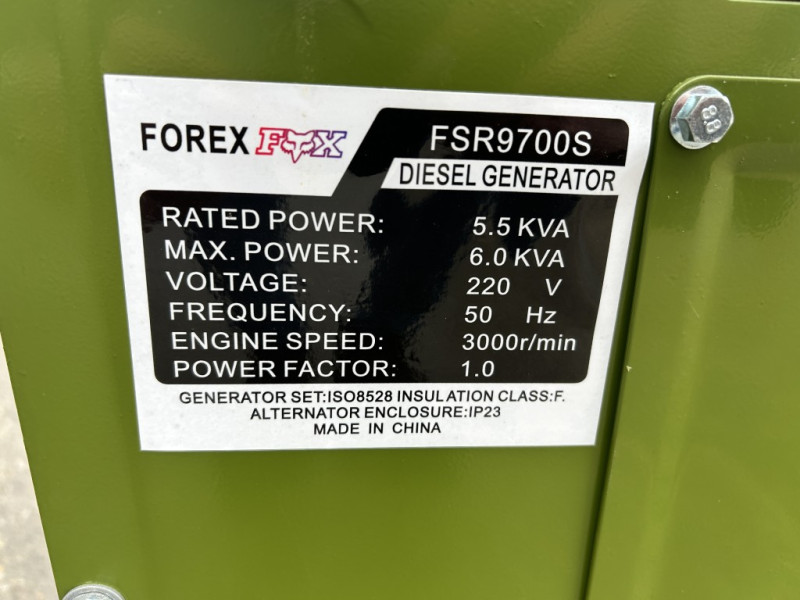 FOREX FOX
FSR9700S
DIESEL GENERATOR
RATED POWER: 5.5 KVA
MAX. POWER: 6.0 KVA
VOLTAGE: 220 V
FREQUENCY: 50 Hz
ENGINE SPEED: 3000r/min
POWER FACTOR: 1.0
GENERATOR SET:ISO8528 INSULATION CLASS:F.
ALTERNATOR ENCLOSURE:IP23
MADE IN CHINA
8.8